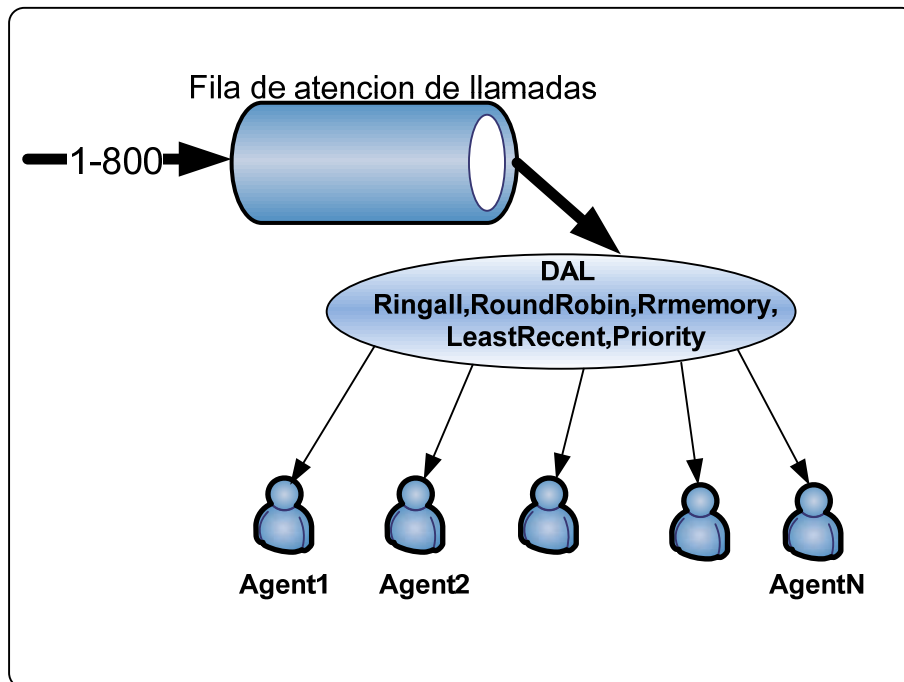 Fila de atencion de llamadas
1-800
DAL
Ringall,RoundRobin,Rrmemory,
LeastRecent,Priority
Agent1
Agent2
AgentN